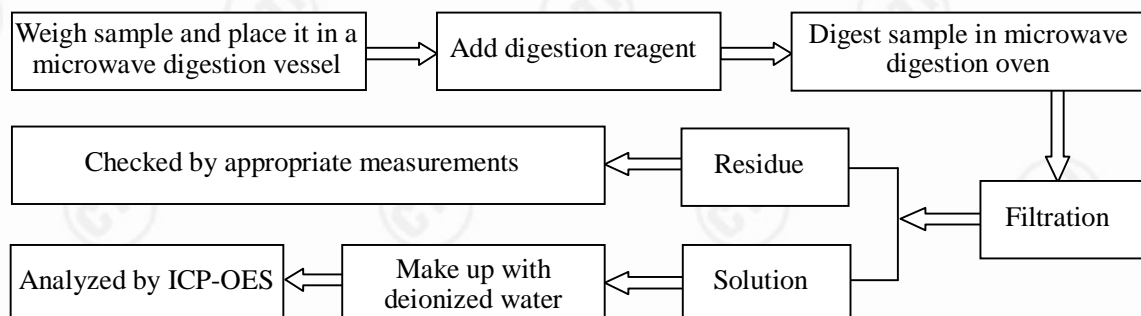 Weigh sample and place it in a
microwave digestion vessel
Add digestion reagent
Digest sample in microwave
digestion oven
Checked by appropriate measurements
Residue
Filtration
Analyzed by ICP-OES
Make up with
deionized water
Solution